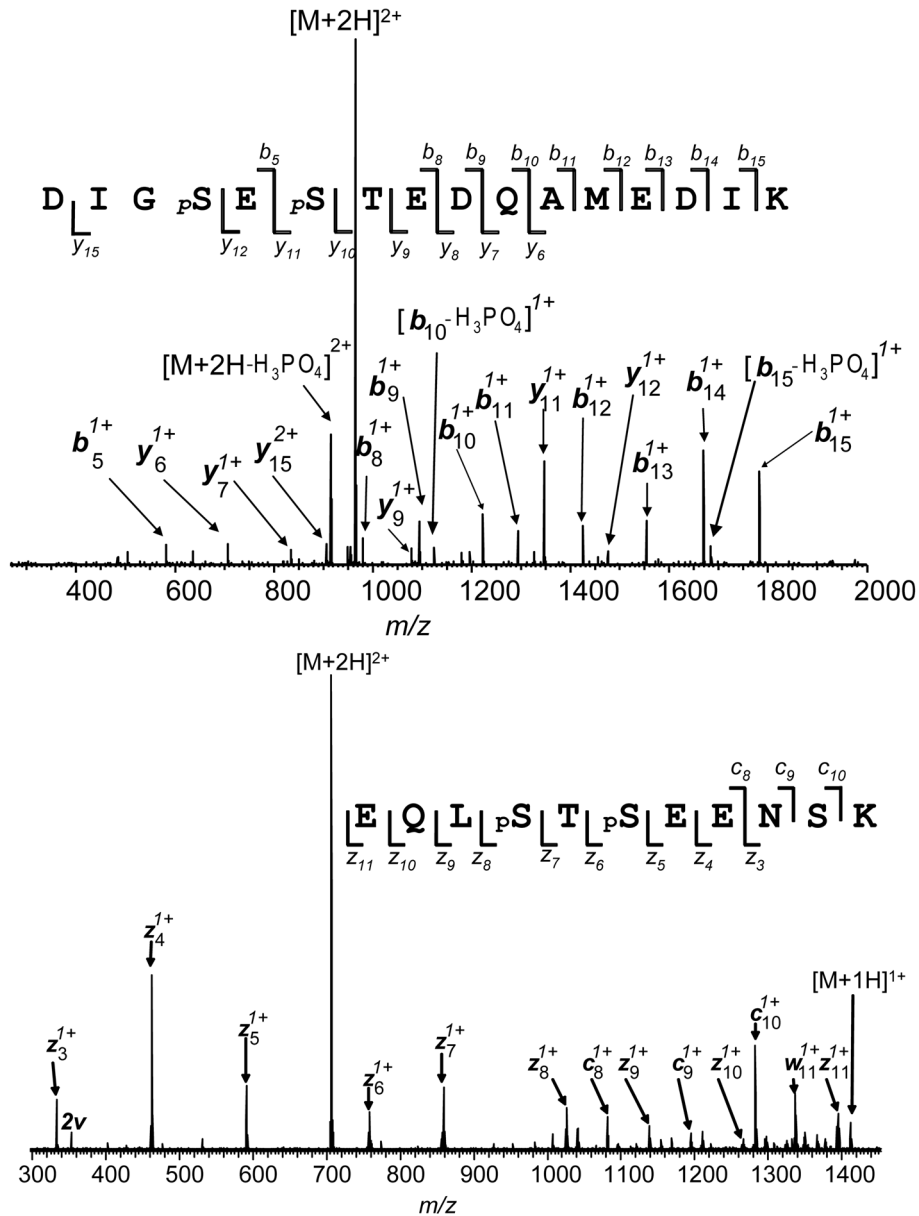 [M+2H]2+
b5 b8 b9 b10 b11 b12 b13 b14 b15
D I G pS E pS T E D Q A M E D I K
y15 y12 y11 y10 y9 y8 y7 y6
[b10-H3PO4]1+
[M+2H-H3PO4]2+
b5 1+ y6 1+ y7 1+ y15 2+ b8 1+ y9 1+ b9 1+ b10 1+ b11 1+ y11 1+ b12 1+ y12 1+ b13 1+ b14 1+ [b15-H3PO4]1+ b15 1+
400 600 800 1000 1200 1400 1600 1800 2000
m/z
[M+2H]2+
c8 c9 c10
E Q L pS T pS E E N S K
z11 z10 z9 z8 z7 z6 z5 z4 z3
z3 1+ 2v z4 1+ z5 1+ z6 1+ z7 1+ z8 1+ c8 1+ z9 1+ c9 1+ z10 1+ c10 1+ w11 1+ z11 1+ [M+1H]1+
300 400 500 600 700 800 900 1000 1100 1200 1300 1400
m/z